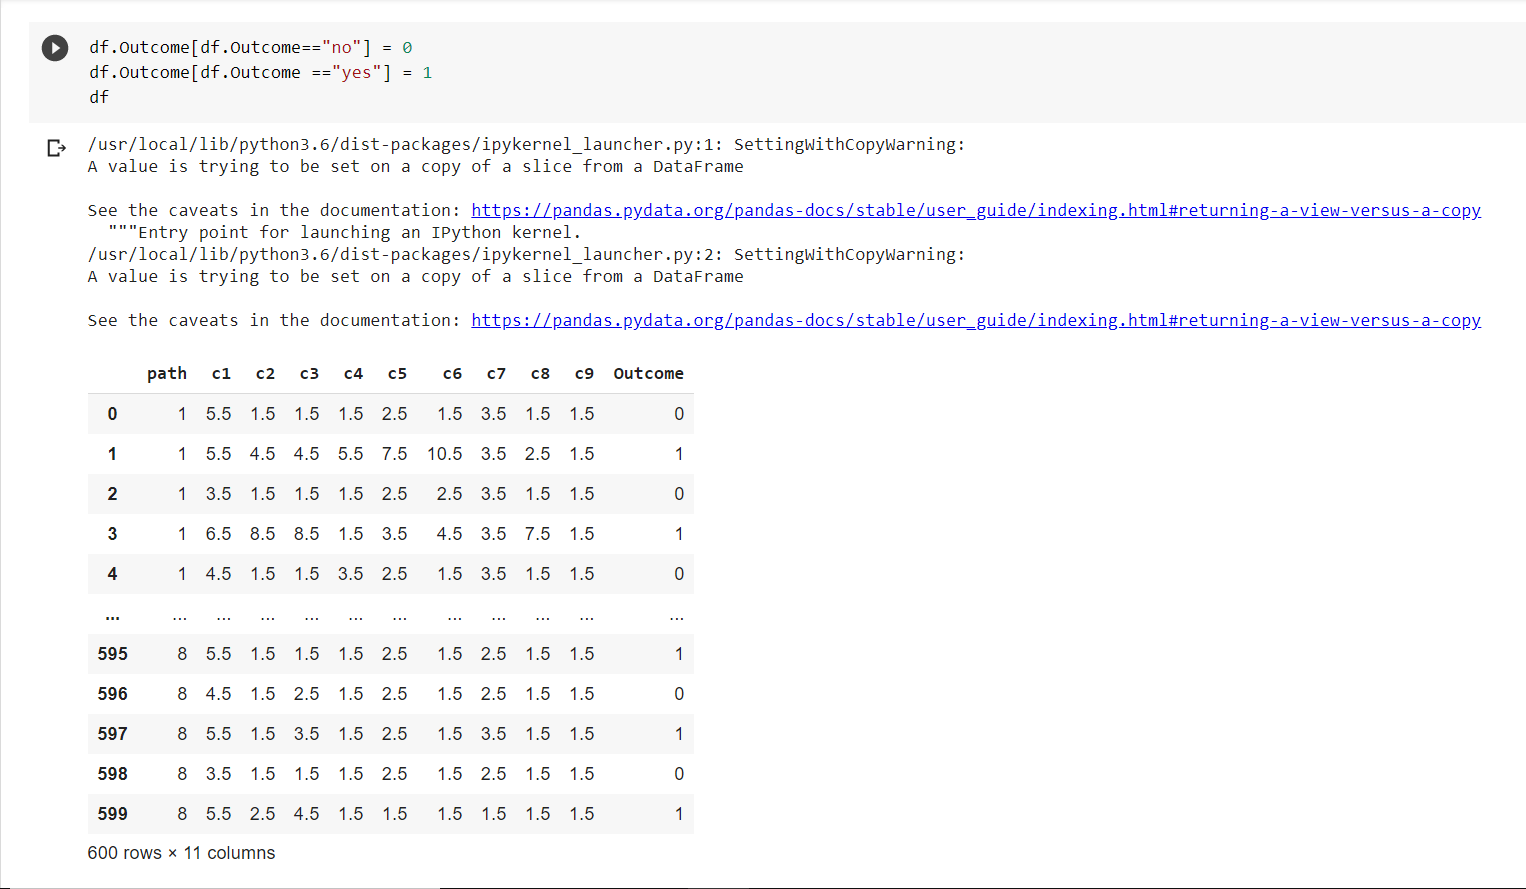 df.Outcome[df.Outcome=="no"] = 0
df.Outcome[df.Outcome =="yes"] = 1
df
/usr/local/lib/python3.6/dist-packages/ipykernel_launcher.py:1: SettingWithCopyWarning:
A value is trying to be set on a copy of a slice from a DataFrame
See the caveats in the documentation: https://pandas.pydata.org/pandas-docs/stable/user_guide/indexing.html#returning-a-view-versus-a-copy
"""Entry point for launching an IPython kernel.
/usr/local/lib/python3.6/dist-packages/ipykernel_launcher.py:2: SettingWithCopyWarning:
A value is trying to be set on a copy of a slice from a DataFrame
See the caveats in the documentation: https://pandas.pydata.org/pandas-docs/stable/user_guide/indexing.html#returning-a-view-versus-a-copy
path c1 c2 c3 c4 c5 c6 c7 c8 c9 Outcome
0 1 5.5 1.5 1.5 1.5 2.5 1.5 3.5 1.5 1.5 0
1 1 5.5 4.5 4.5 5.5 7.5 10.5 3.5 2.5 1.5 1
2 1 3.5 1.5 1.5 1.5 2.5 2.5 3.5 1.5 1.5 0
3 1 6.5 8.5 8.5 1.5 3.5 4.5 3.5 7.5 1.5 1
4 1 4.5 1.5 1.5 3.5 2.5 1.5 3.5 1.5 1.5 0
... ... ... ... ... ... ... ... ... ... ... ...
595 8 5.5 1.5 1.5 1.5 2.5 1.5 2.5 1.5 1.5 1
596 8 4.5 1.5 2.5 1.5 2.5 1.5 2.5 1.5 1.5 0
597 8 5.5 1.5 3.5 1.5 2.5 1.5 3.5 1.5 1.5 1
598 8 3.5 1.5 1.5 1.5 2.5 1.5 2.5 1.5 1.5 0
599 8 5.5 2.5 4.5 1.5 1.5 1.5 1.5 1.5 1.5 1
600 rows × 11 columns